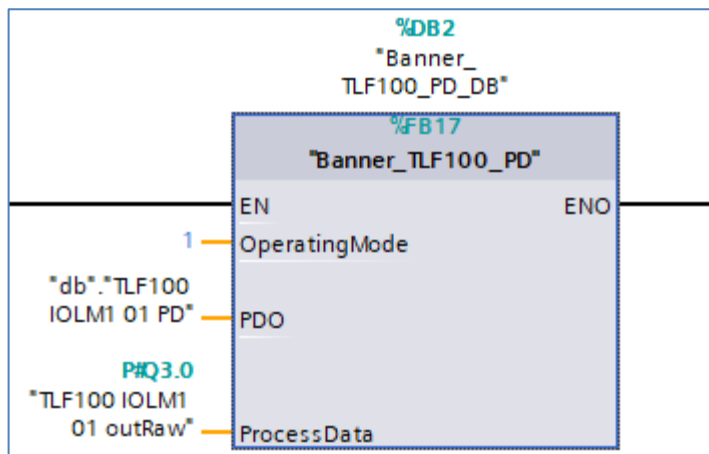 %DB2
"Banner_
TLF100_PD_DB"
%FB17
"Banner_TLF100_PD"
EN
ENO
1
OperatingMode
"db"."TLF100
IOLM1 01 PD"
PDO
P#Q3.0
"TLF100 IOLM1
01 outRaw"
ProcessData